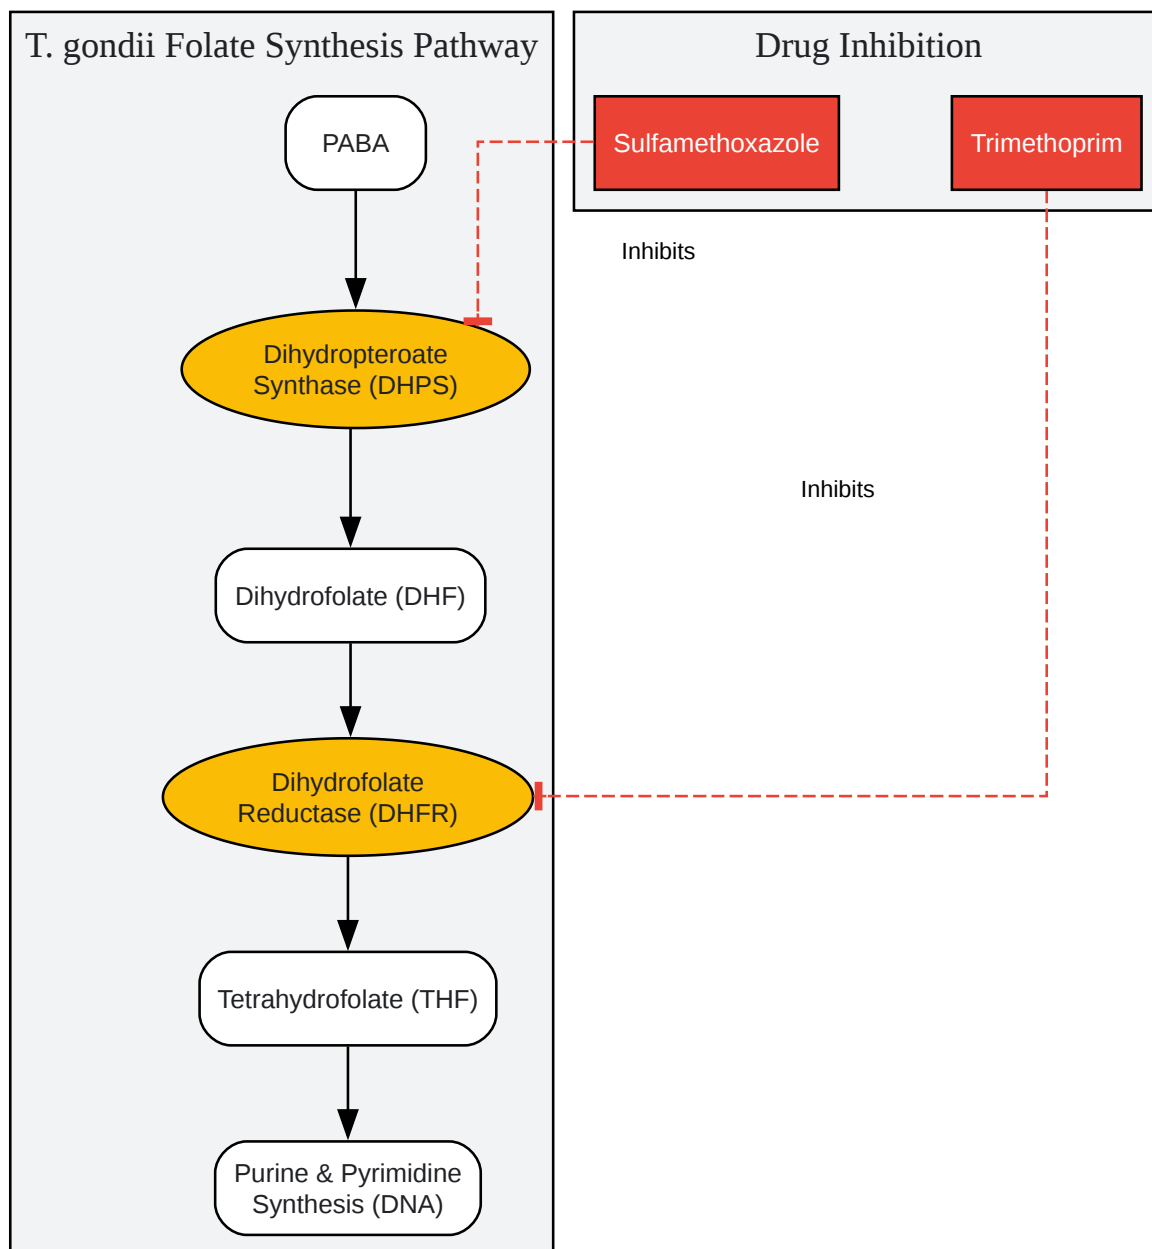 T. gondii Folate Synthesis Pathway
Drug Inhibition
PABA
Sulfamethoxazole
Trimethoprim
Inhibits
Dihydropteroate
Synthase (DHPS)
Inhibits
Dihydrofolate (DHF)
Dihydrofolate
Reductase (DHFR)
Tetrahydrofolate (THF)
Purine & Pyrimidine
Synthesis (DNA)